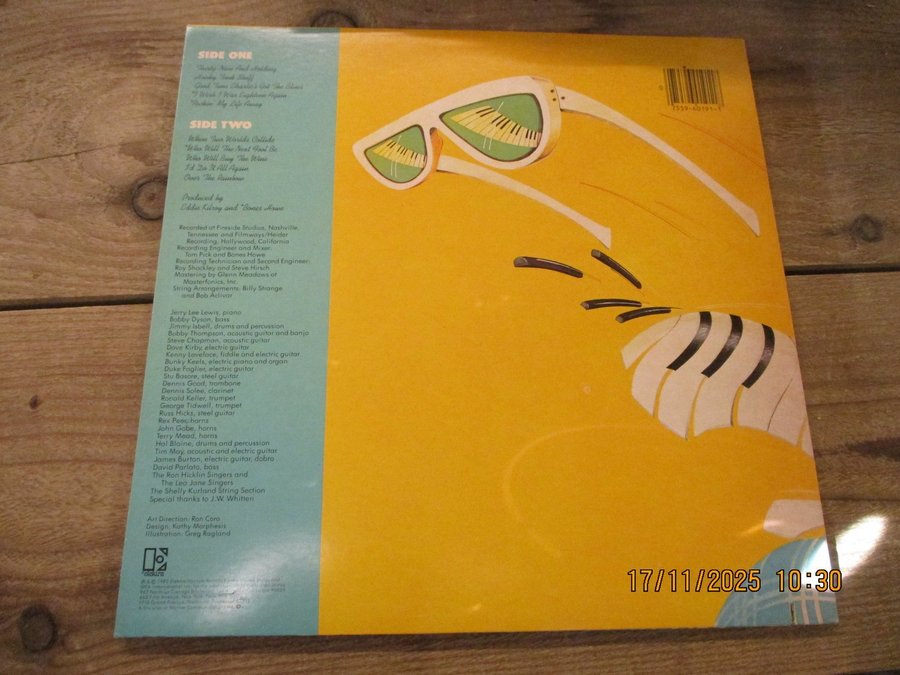 SIDE ONE
Thirty Nine And Holding
Honky Tonk Stuff
Good Time Charlie's Got The Blues
*I Wish I Was Eighteen Again
*Rockin' My Life Away
SIDE TWO
When Two Worlds Collide
*Who Will The Next Fool Be
Who Will Buy The Wine
I'd Do It All Again
Over The Rainbow
Produced by
Eddie Kilroy and *Bones Howe
Recorded at Fireside Studios, Nashville,
Tennessee and Filmways/Heider
Recording, Hollywood, California
Recording Engineer and Mixer:
Tom Pick and Bones Howe
Recording Technician and Second Engineer:
Roy Shockley and Steve Hirsch
Mastering by Glenn Meadows at
Masterfonics, Inc.
String Arrangements: Billy Strange
and Bob Alcivar
Jerry Lee Lewis, piano
Bobby Dyson, bass
Jimmy Isbell, drums and percussion
Bobby Thompson, acoustic guitar and banjo
Steve Chapman, acoustic guitar
Dave Kirby, electric guitar
Kenny Lovelace, fiddle and electric guitar
Bunky Keels, electric piano and organ
Duke Faglier, electric guitar
Stu Basore, steel guitar
Dennis Good, trombone
Dennis Solee, clarinet
Ronald Keller, trumpet
George Tidwell, trumpet
Russ Hicks, steel guitar
Rex Peer, horns
John Gobe, horns
Terry Mead, horns
Hal Blaine, drums and percussion
Tim May, acoustic and electric guitar
James Burton, electric guitar, dobro
David Parlato, bass
The Ron Hicklin Singers and
The Lea Jane Singers
The Shelly Kurland String Section
Special thanks to J.W. Whitten
Art Direction: Ron Coro
Design: Kathy Morphesis
Illustration: Greg Ragland
0
7559-60191-1
17/11/2025 10:30